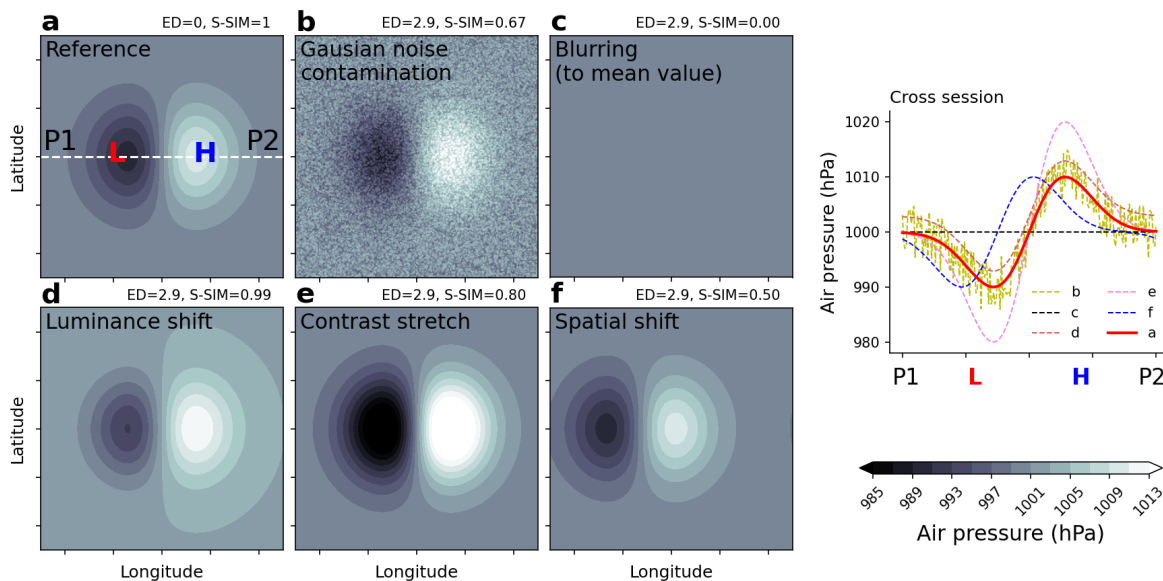 a
ED=0, S-SIM=1
Reference
P1
L
H
P2
Latitude
b
ED=2.9, S-SIM=0.67
Gausian noise
contamination
c
ED=2.9, S-SIM=0.00
Blurring
(to mean value)
d
ED=2.9, S-SIM=0.99
Luminance shift
Latitude
Longitude
e
ED=2.9, S-SIM=0.80
Contrast stretch
Longitude
f
ED=2.9, S-SIM=0.50
Spatial shift
Longitude
Cross session
Air pressure (hPa)
1020
1010
1000
990
980
b
c
d
e
f
a
P1
L
H
P2
985
989
993
997
1001
1005
1009
1013
Air pressure (hPa)